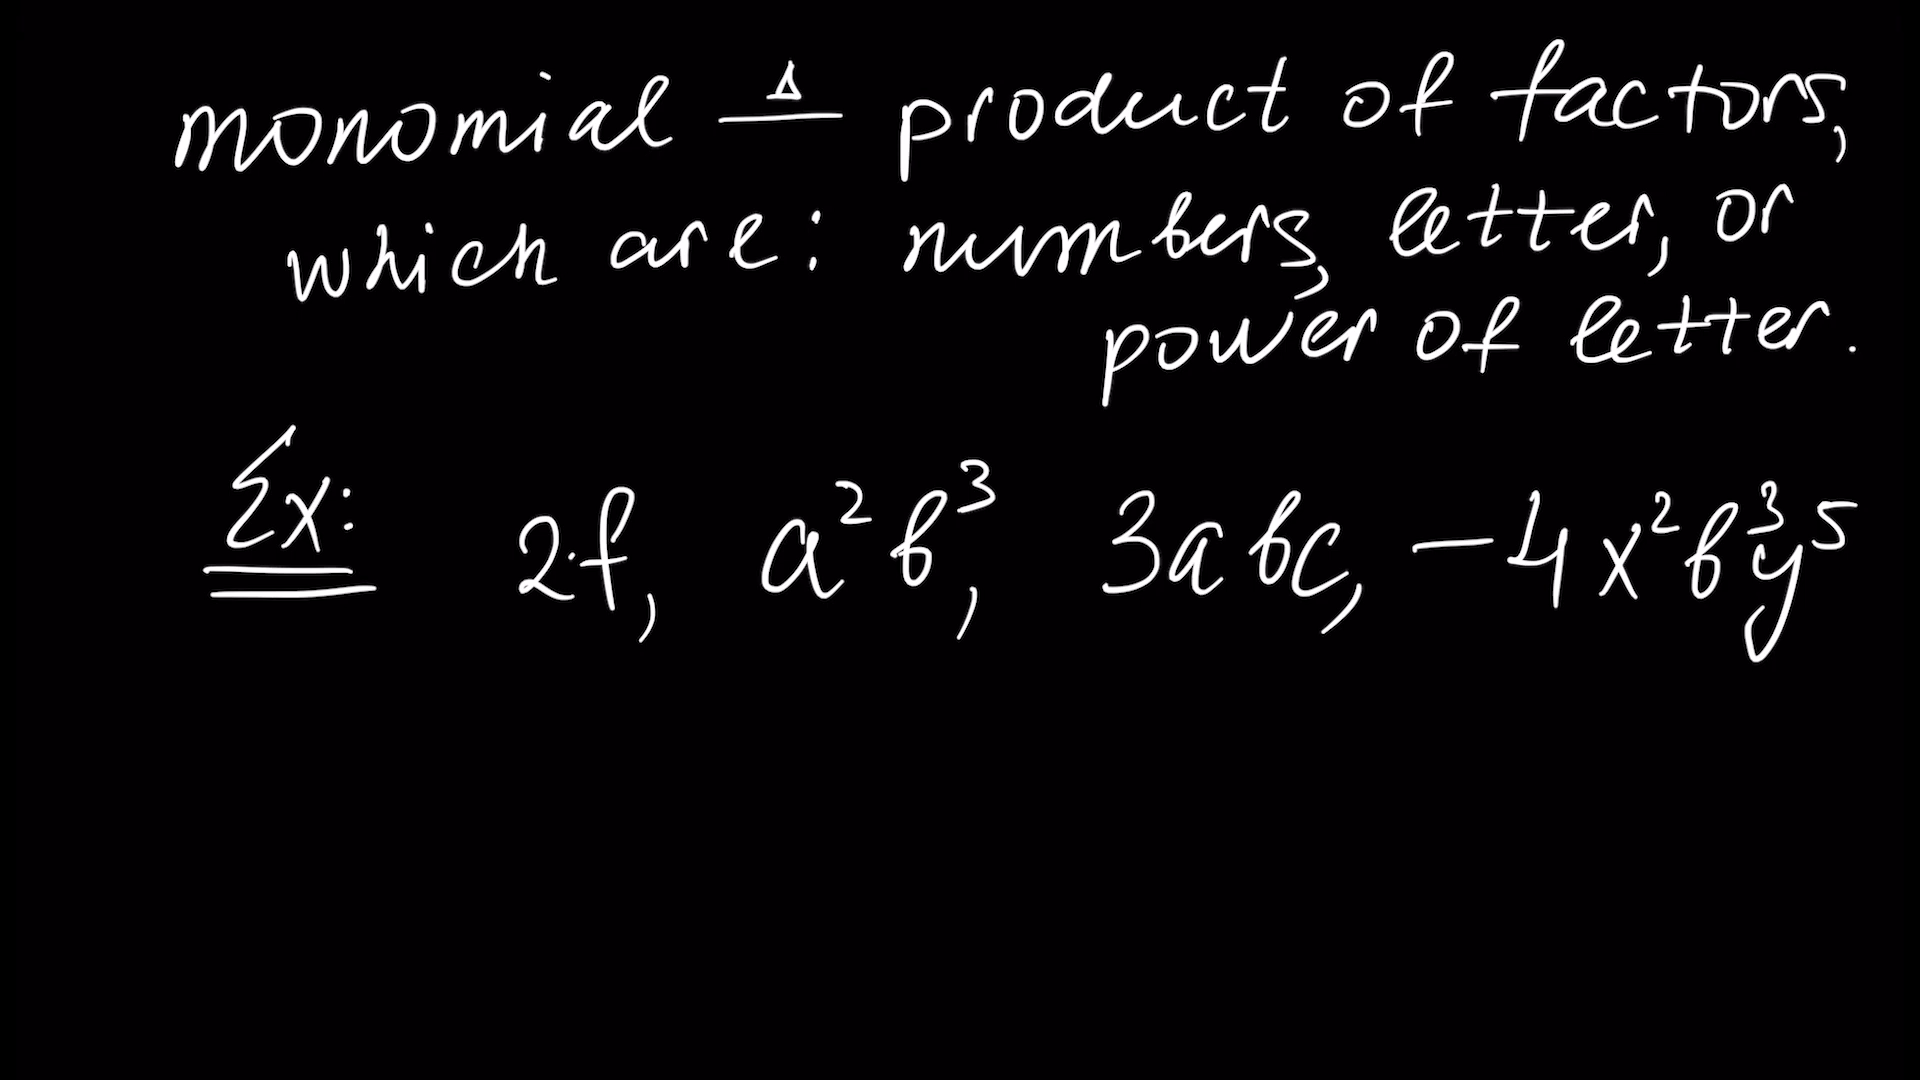 monomial ≜ product of factors,
which are: numbers, letter, or
power of letter.
Ex: 2·f, a²b³, 3abc, -4x²b³y⁵